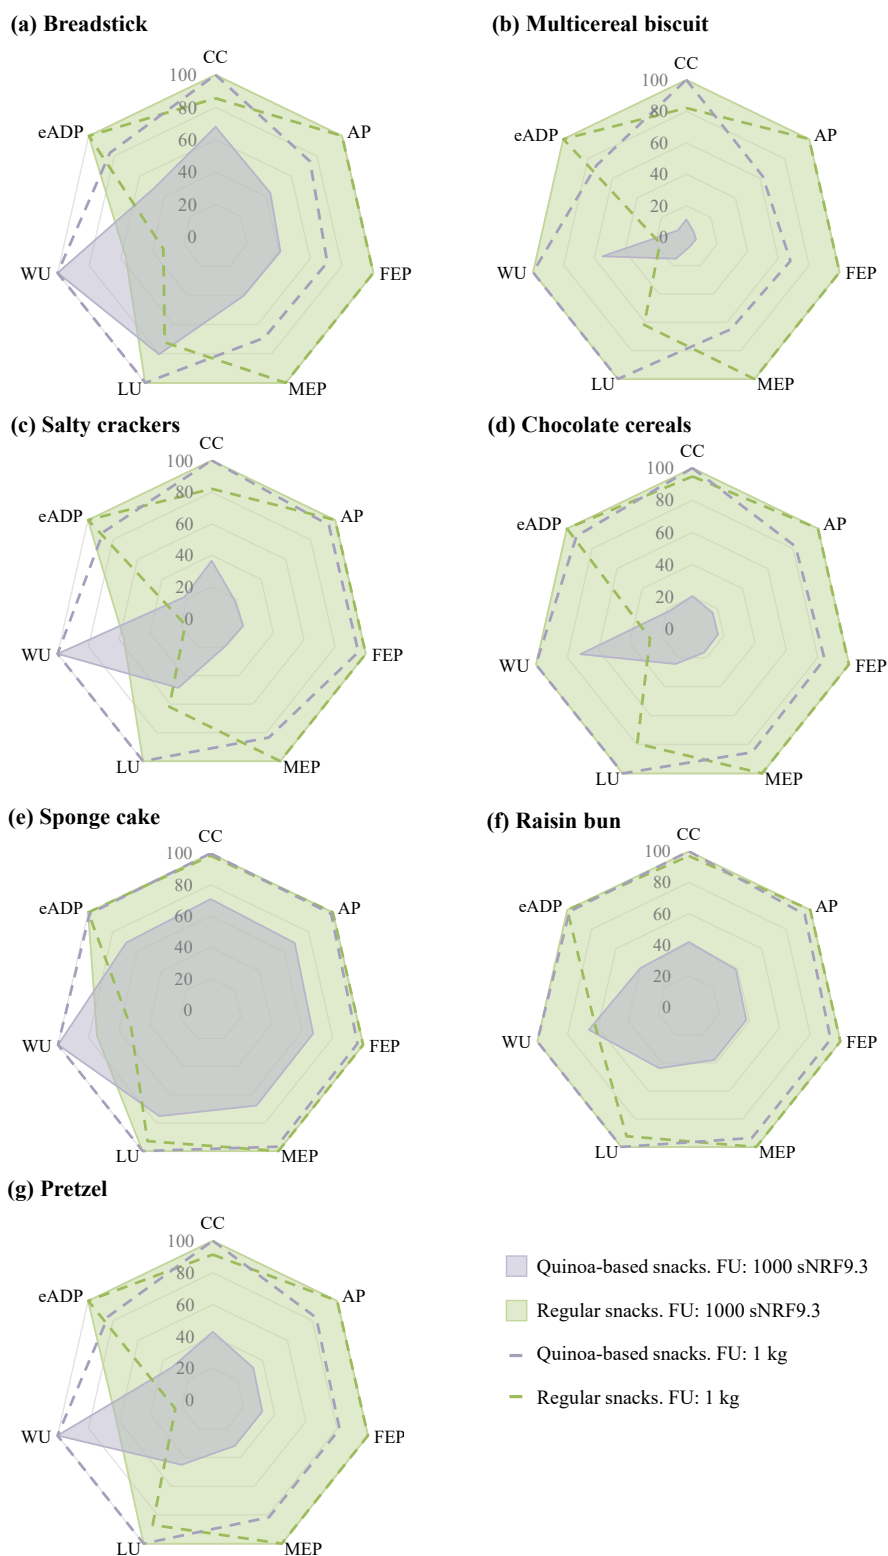 (a) Breadstick
CC
100
80
60
40
20
0
eADP
AP
WU
FEP
LU
MEP
(b) Multicereal biscuit
CC
100
80
60
40
20
0
eADP
AP
WU
FEP
LU
MEP
(c) Salty crackers
CC
100
80
60
40
20
0
eADP
AP
WU
FEP
LU
MEP
(d) Chocolate cereals
CC
100
80
60
40
20
0
eADP
AP
WU
FEP
LU
MEP
(e) Sponge cake
CC
100
80
60
40
20
0
eADP
AP
WU
FEP
LU
MEP
(f) Raisin bun
CC
100
80
60
40
20
0
eADP
AP
WU
FEP
LU
MEP
(g) Pretzel
CC
100
80
60
40
20
0
eADP
AP
WU
FEP
LU
MEP
Quinoa-based snacks. FU: 1000 sNRF9.3
Regular snacks. FU: 1000 sNRF9.3
Quinoa-based snacks. FU: 1 kg
Regular snacks. FU: 1 kg